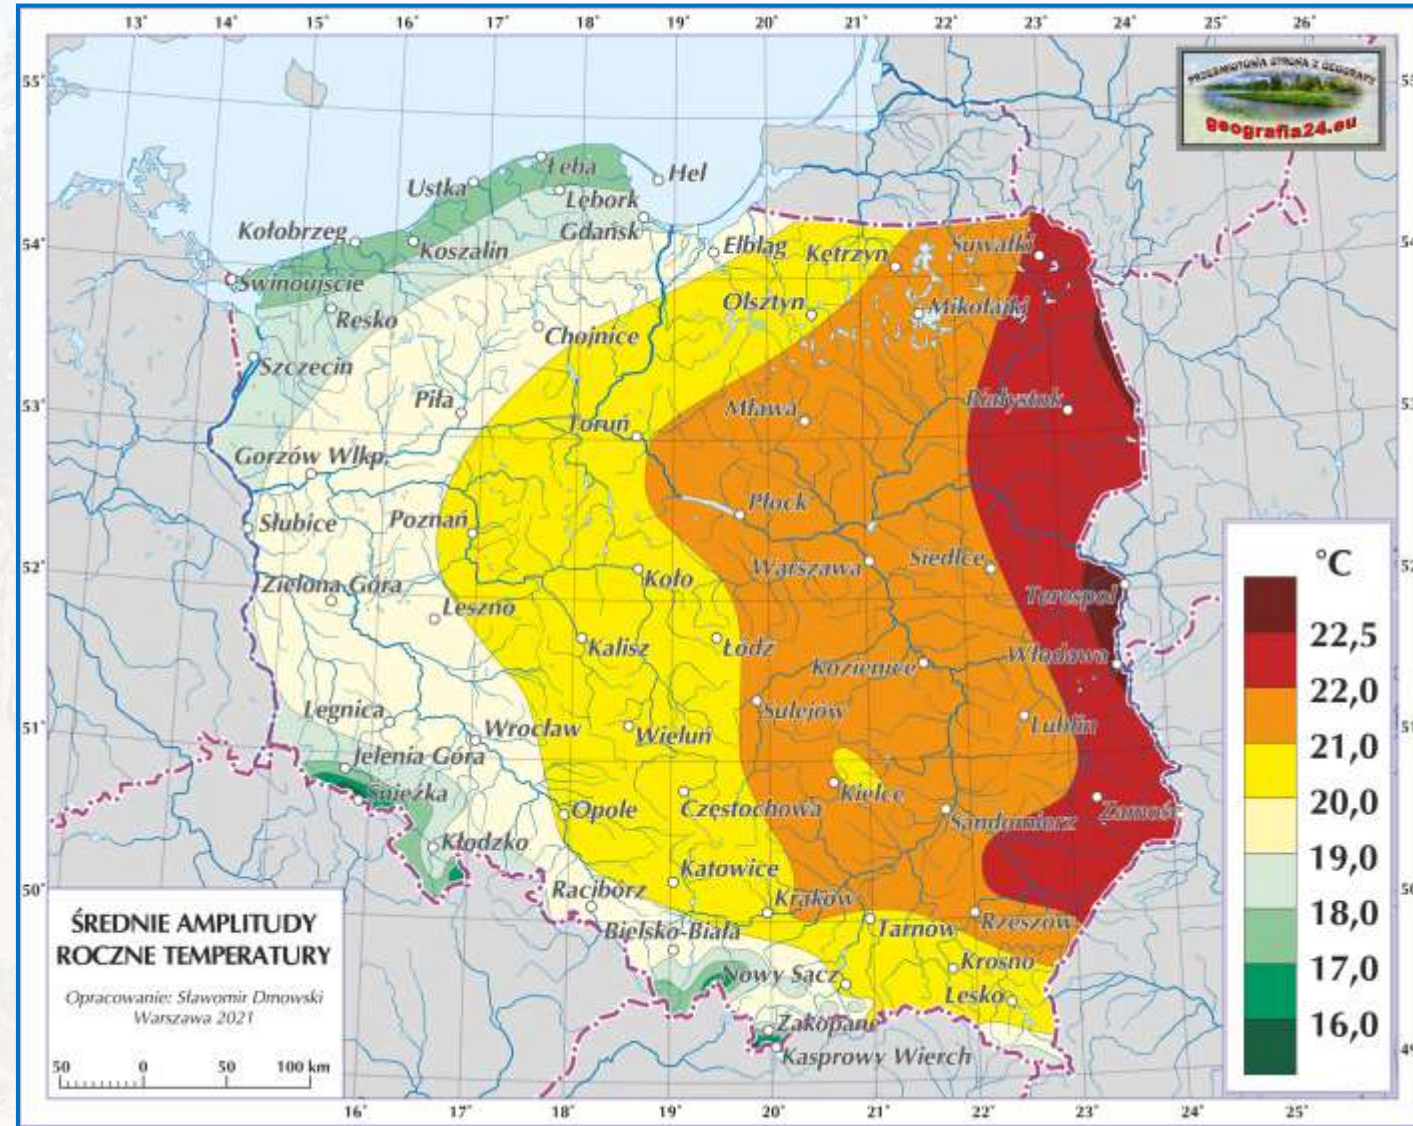 13° 14° 15° 16° 17° 18° 19° 20° 21° 22° 23° 24° 25° 26°
PRZEDMIOTOWA STRONA Z GEOGRAFII
geografia24.eu
55°
54°
53°
52°
51°
50°
Łeba
Hel
Ustka
Lębork
Kołobrzeg
Gdańsk
Koszalin
Elbląg
Kętrzyn
Suwałki
Świnoujście
Resko
Olsztyn
Mikołajki
Chojnice
Szczecin
Piła
Mława
Białystok
Toruń
Gorzów Wlkp.
Płock
Słubice
Poznań
Siedlce
Warszawa
Koło
Zielona Góra
Terespol
Leszno
Kalisz
Łódź
Kozienice
Włodawa
Legnica
Wrocław
Wieluń
Sulejów
Lublin
Jelenia Góra
Śnieżka
Opole
Częstochowa
Kielce
Sandomierz
Zamość
Kłodzko
Katowice
Racibórz
Kraków
Tarnów
Rzeszów
Bielsko-Biała
Nowy Sącz
Krosno
Lesko
Zakopane
Kasprowy Wierch
°C
22,5
22,0
21,0
20,0
19,0
18,0
17,0
16,0
ŚREDNIE AMPLITUDY
ROCZNE TEMPERATURY
Opracowanie: Sławomir Dmowski
Warszawa 2021
50 0 50 100 km
16° 17° 18° 19° 20° 21° 22° 23° 24° 25°